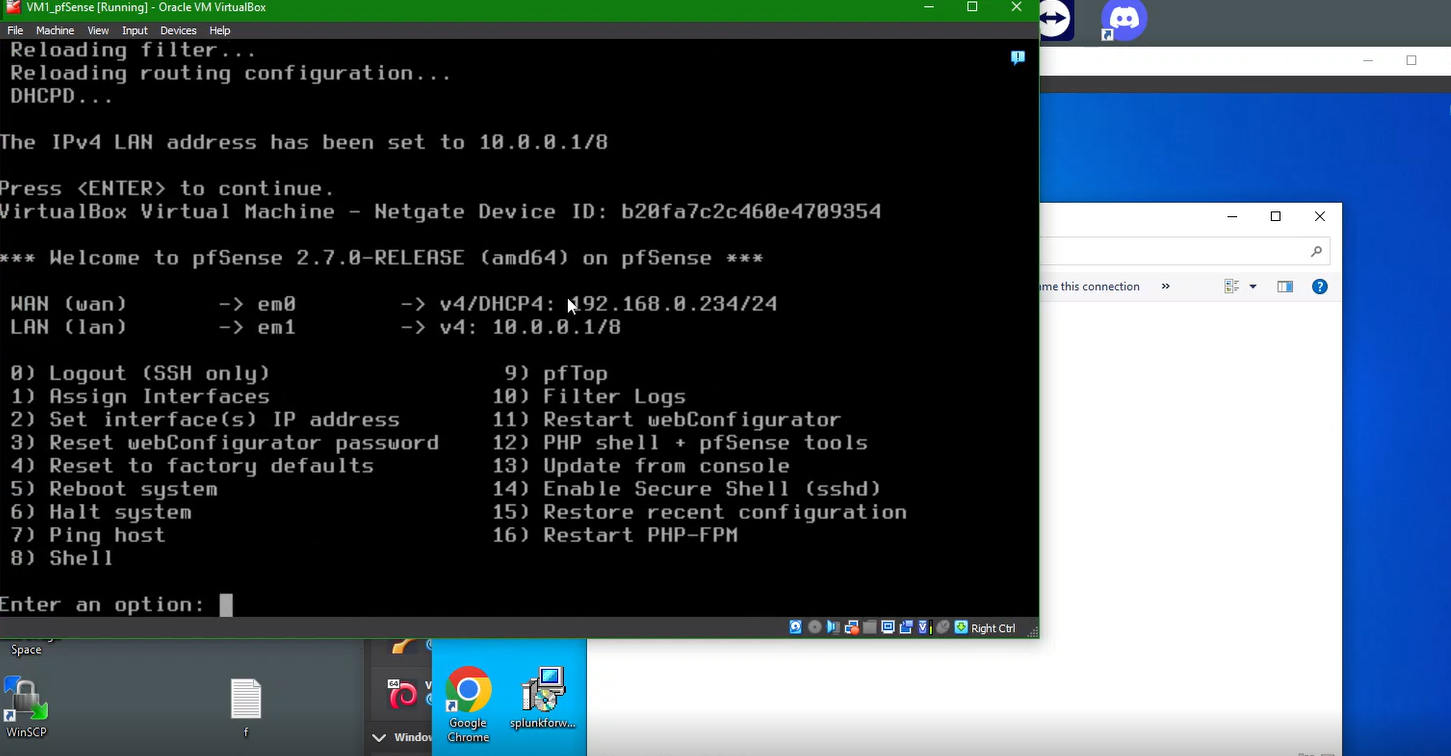 VM1_pfSense [Running] - Oracle VM VirtualBox
File Machine View Input Devices Help
Reloading filter...
Reloading routing configuration...
DHCPD...
The IPv4 LAN address has been set to 10.0.0.1/8
Press <ENTER> to continue.
VirtualBox Virtual Machine - Netgate Device ID: b20fa7c2c460e4709354
*** Welcome to pfSense 2.7.0-RELEASE (amd64) on pfSense ***
WAN (wan) -> em0 -> v4/DHCP4: 192.168.0.234/24
LAN (lan) -> em1 -> v4: 10.0.0.1/8
0) Logout (SSH only) 9) pfTop
1) Assign Interfaces 10) Filter Logs
2) Set interface(s) IP address 11) Restart webConfigurator
3) Reset webConfigurator password 12) PHP shell + pfSense tools
4) Reset to factory defaults 13) Update from console
5) Reboot system 14) Enable Secure Shell (sshd)
6) Halt system 15) Restore recent configuration
7) Ping host 16) Restart PHP-FPM
8) Shell
Enter an option:
Right Ctrl
ame this connection »
Space
WinSCP
f
64
Window
Google
Chrome
splunkforw...